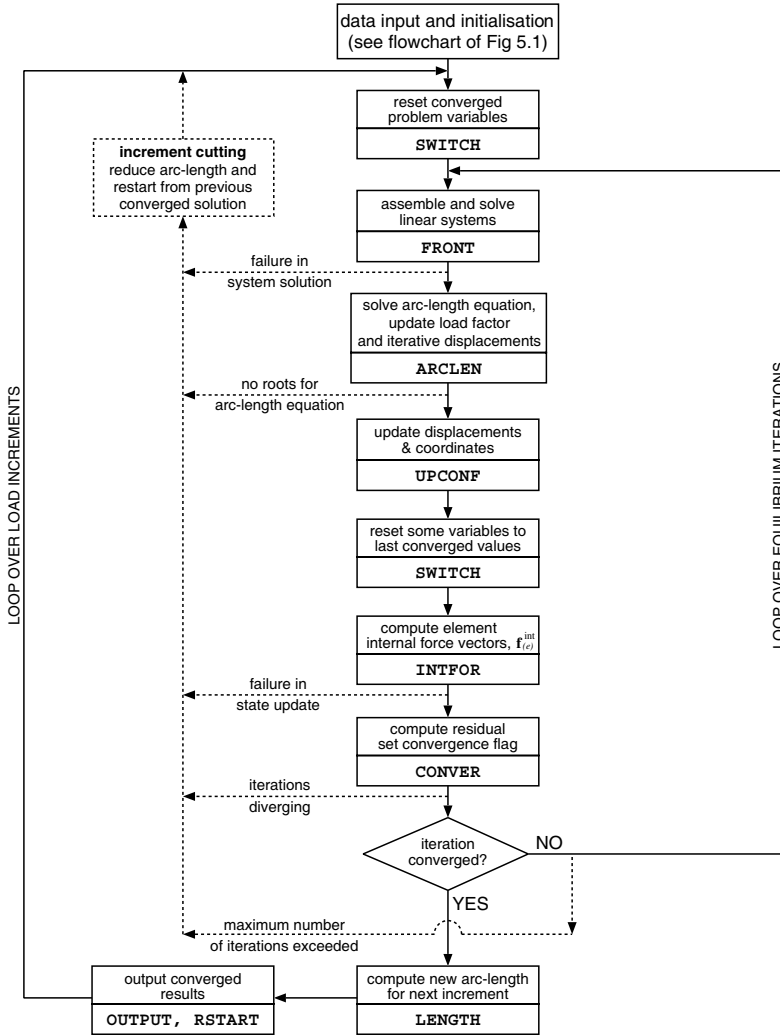 data input and initialisation
(see flowchart of Fig 5.1)
reset converged
problem variables
SWITCH
increment cutting
reduce arc-length and
restart from previous
converged solution
assemble and solve
linear systems
FRONT
failure in
system solution
solve arc-length equation,
update load factor
and iterative displacements
ARCLEN
no roots for
arc-length equation
update displacements
& coordinates
UPCONF
reset some variables to
last converged values
SWITCH
compute element
internal force vectors, f(e)^int
INTFOR
failure in
state update
compute residual
set convergence flag
CONVER
iterations
diverging
iteration
converged?
NO
YES
maximum number
of iterations exceeded
compute new arc-length
for next increment
LENGTH
output converged
results
OUTPUT, RSTART
LOOP OVER LOAD INCREMENTS
LOOP OVER EQUILIBRIUM ITERATIONS